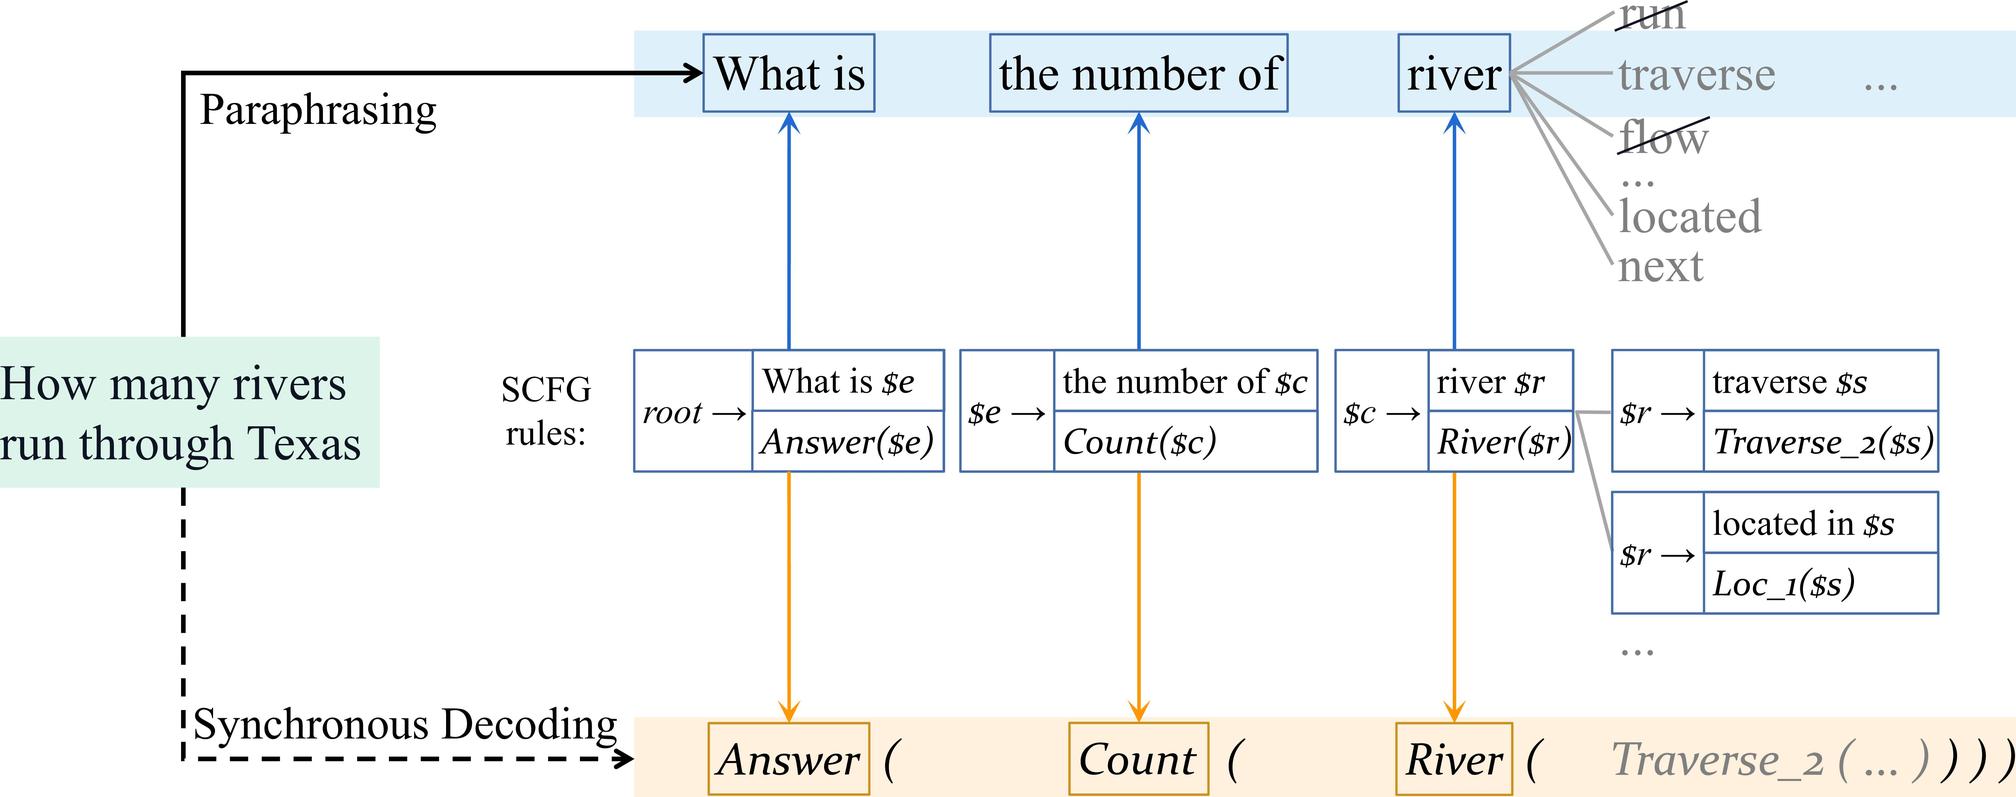 run
What is the number of river traverse ...
Paraphrasing
flow
...
located
next
How many rivers
run through Texas
SCFG
rules:
root → What is $e
Answer($e)
$e → the number of $c
Count($c)
$c → river $r
River($r)
$r → traverse $s
Traverse_2($s)
$r → located in $s
Loc_1($s)
...
Synchronous Decoding
Answer ( Count ( River ( Traverse_2 ( ... ) ) ) )